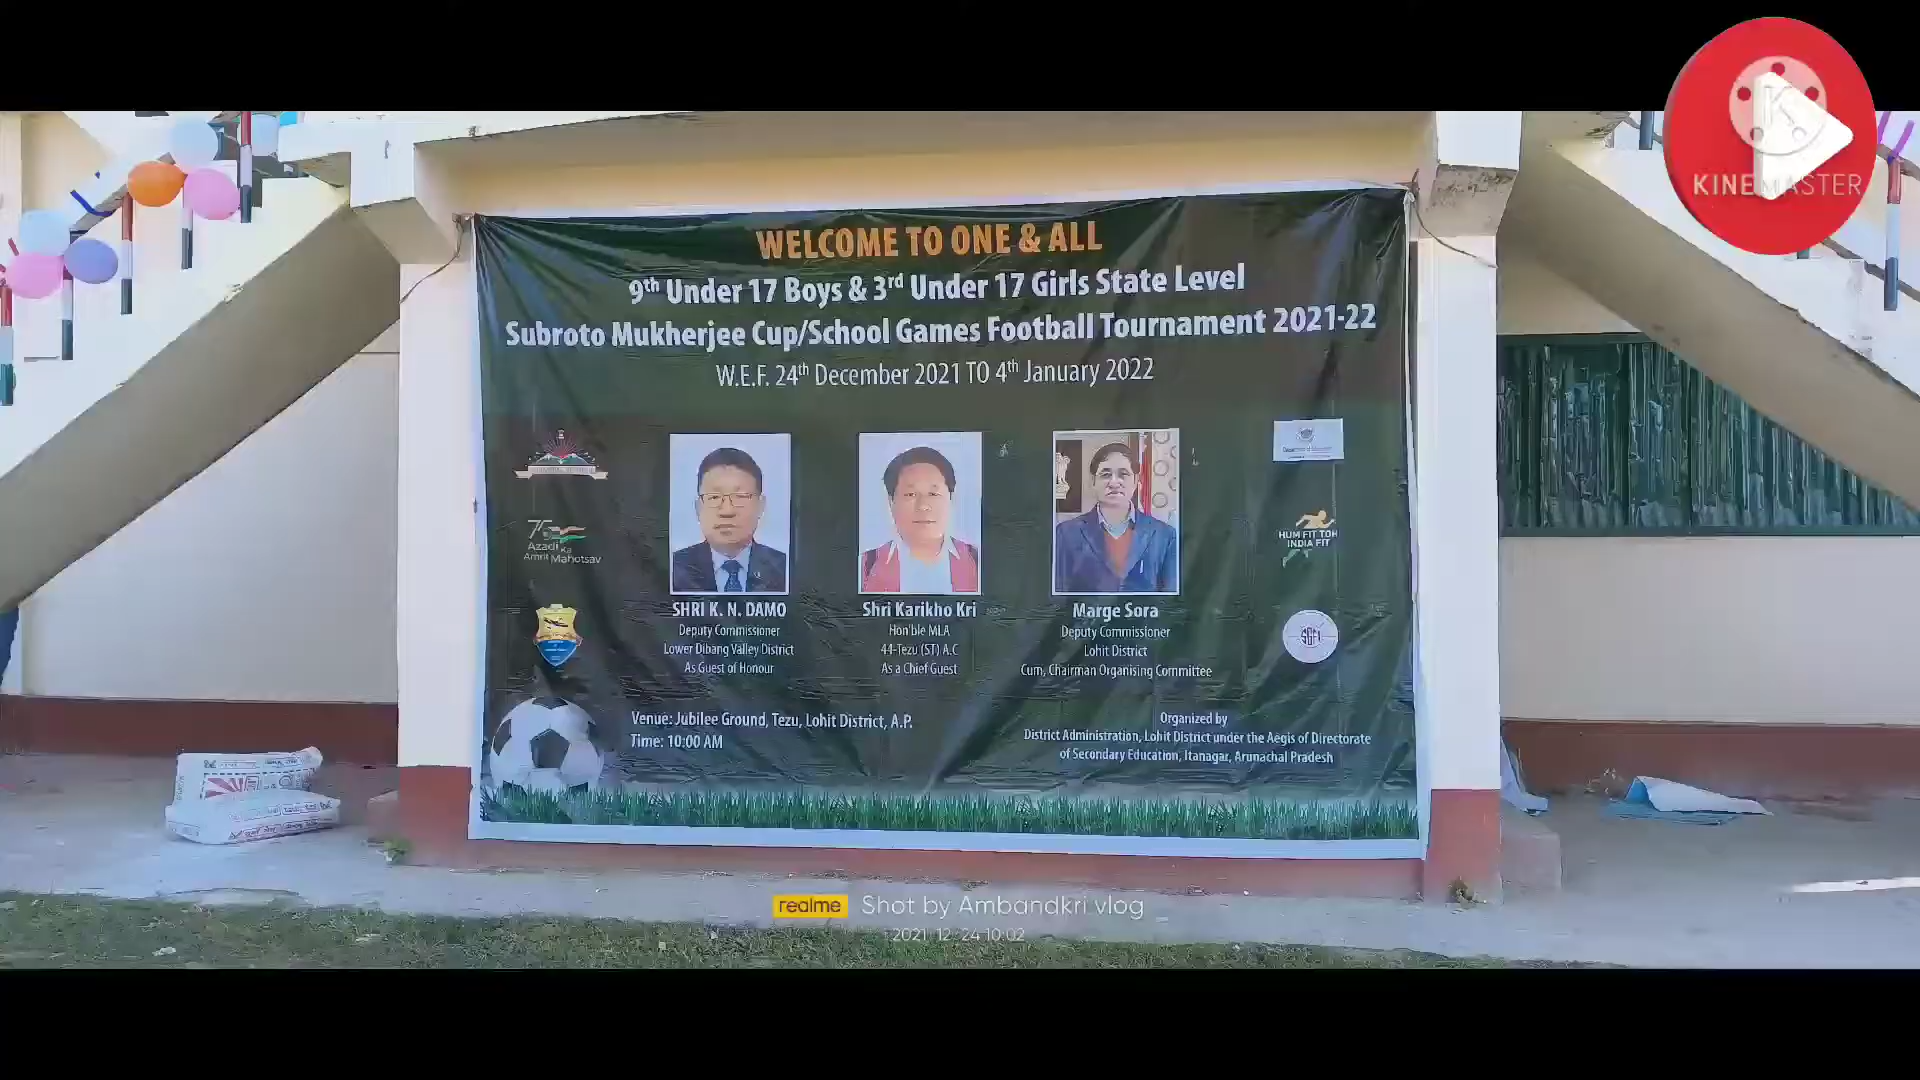 KINEMASTER
WELCOME TO ONE & ALL
9th Under 17 Boys & 3rd Under 17 Girls State Level
Subroto Mukherjee Cup/School Games Football Tournament 2021-22
W.E.F. 24th December 2021 TO 4th January 2022
75
Azadi Ka
Amrit Mahotsav
HUM FIT TOH
INDIA FIT
SGFI
SHRI K. N. DAMO
Deputy Commissioner
Lower Dibang Valley District
As Guest of Honour
Shri Karikho Kri
Hon'ble MLA
44-Tezu (ST) A.C
As a Chief Guest
Marge Sora
Deputy Commissioner
Lohit District
Cum, Chairman Organising Committee
Venue: Jubilee Ground, Tezu, Lohit District, A.P.
Time: 10:00 AM
Organized by
District Administration, Lohit District under the Aegis of Directorate
of Secondary Education, Itanagar, Arunachal Pradesh
realme Shot by Ambandkri vlog
2021/12/24 10:02